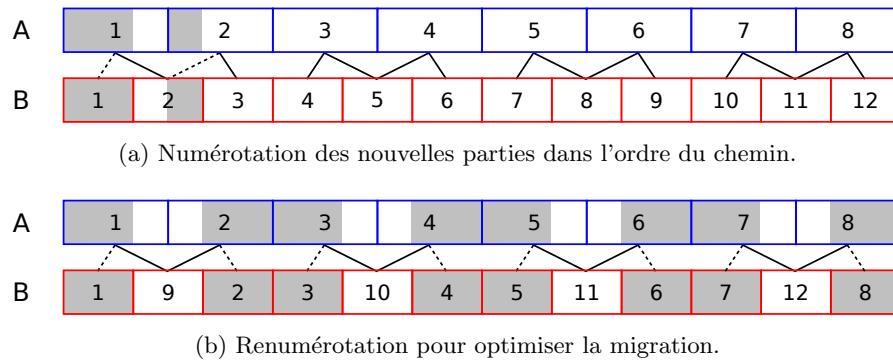 A 1 2 3 4 5 6 7 8
B 1 2 3 4 5 6 7 8 9 10 11 12
(a) Numérotation des nouvelles parties dans l'ordre du chemin.
A 1 2 3 4 5 6 7 8
B 1 9 2 3 10 4 5 11 6 7 12 8
(b) Renumérotation pour optimiser la migration.